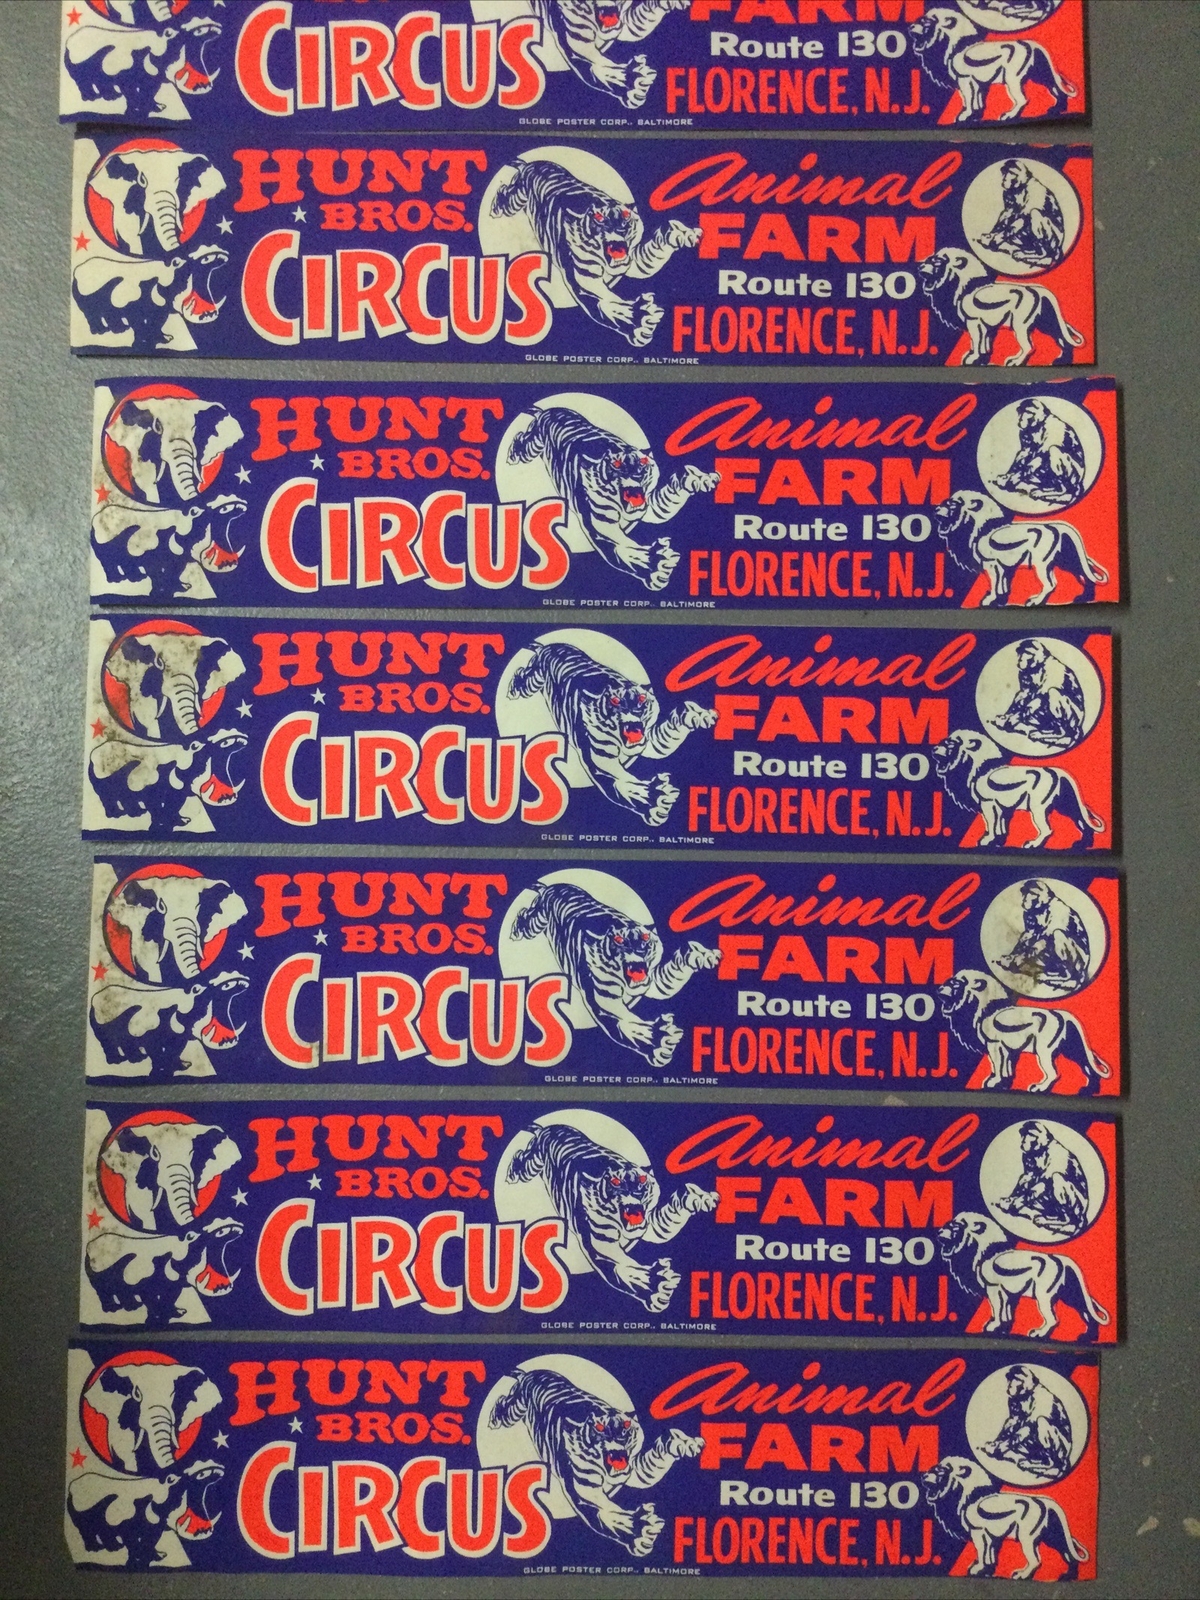 FARM
CIRCUS
Route 130
FLORENCE, N.J.
GLOBE POSTER CORP., BALTIMORE
HUNT
BROS.
CIRCUS
Animal
FARM
Route 130
FLORENCE, N.J.
GLOBE POSTER CORP., BALTIMORE
HUNT
BROS.
CIRCUS
Animal
FARM
Route 130
FLORENCE, N.J.
GLOBE POSTER CORP., BALTIMORE
HUNT
BROS.
CIRCUS
Animal
FARM
Route 130
FLORENCE, N.J.
GLOBE POSTER CORP., BALTIMORE
HUNT
BROS.
CIRCUS
Animal
FARM
Route 130
FLORENCE, N.J.
GLOBE POSTER CORP., BALTIMORE
HUNT
BROS.
CIRCUS
Animal
FARM
Route 130
FLORENCE, N.J.
GLOBE POSTER CORP., BALTIMORE
HUNT
BROS.
CIRCUS
Animal
FARM
Route 130
FLORENCE, N.J.
GLOBE POSTER CORP., BALTIMORE